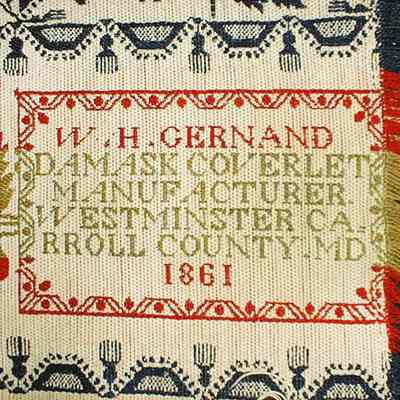 W.H.GERNAND
DAMASK COVERLET
MANUFACTURER.
WESTMINSTER CA.
RROLL COUNTY.MD
1861